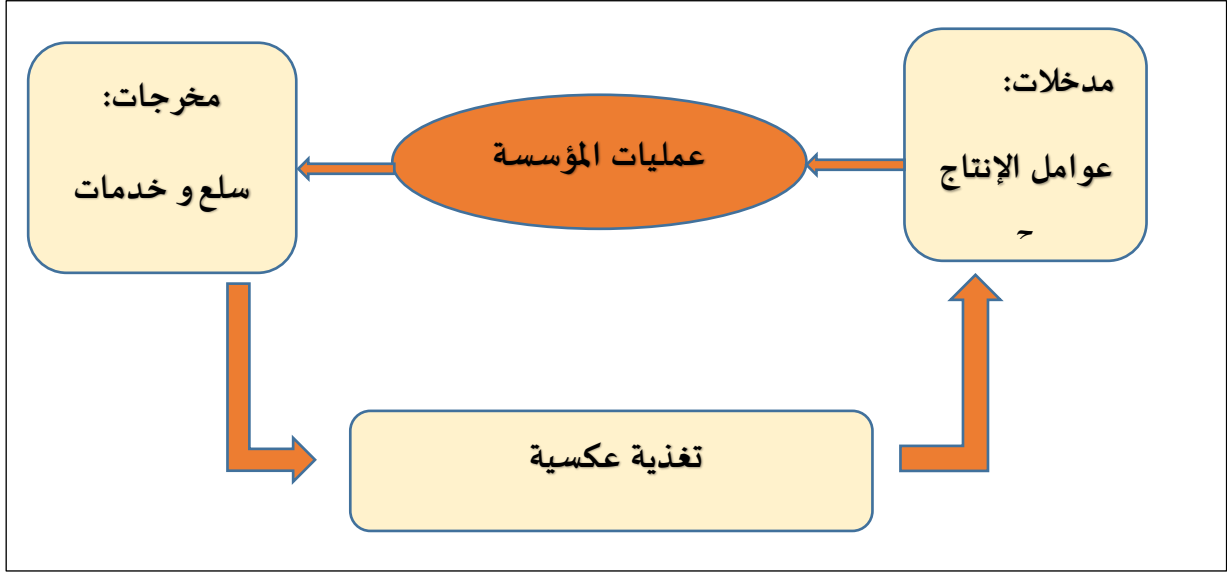 مدخلات:
عوامل الإنتاج
عمليات المؤسسة
مخرجات:
سلع و خدمات
تغذية عكسية